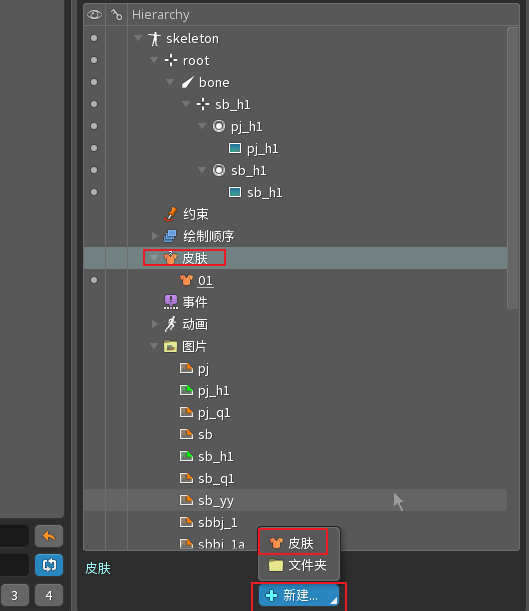 Hierarchy
skeleton
root
bone
sb_h1
pj_h1
pj_h1
sb_h1
sb_h1
约束
绘制顺序
皮肤
01
事件
动画
图片
pj
pj_h1
pj_q1
sb
sb_h1
sb_q1
sb_yy
sbbj_1
sbbj_1a
皮肤
文件夹
皮肤
新建...
3 4